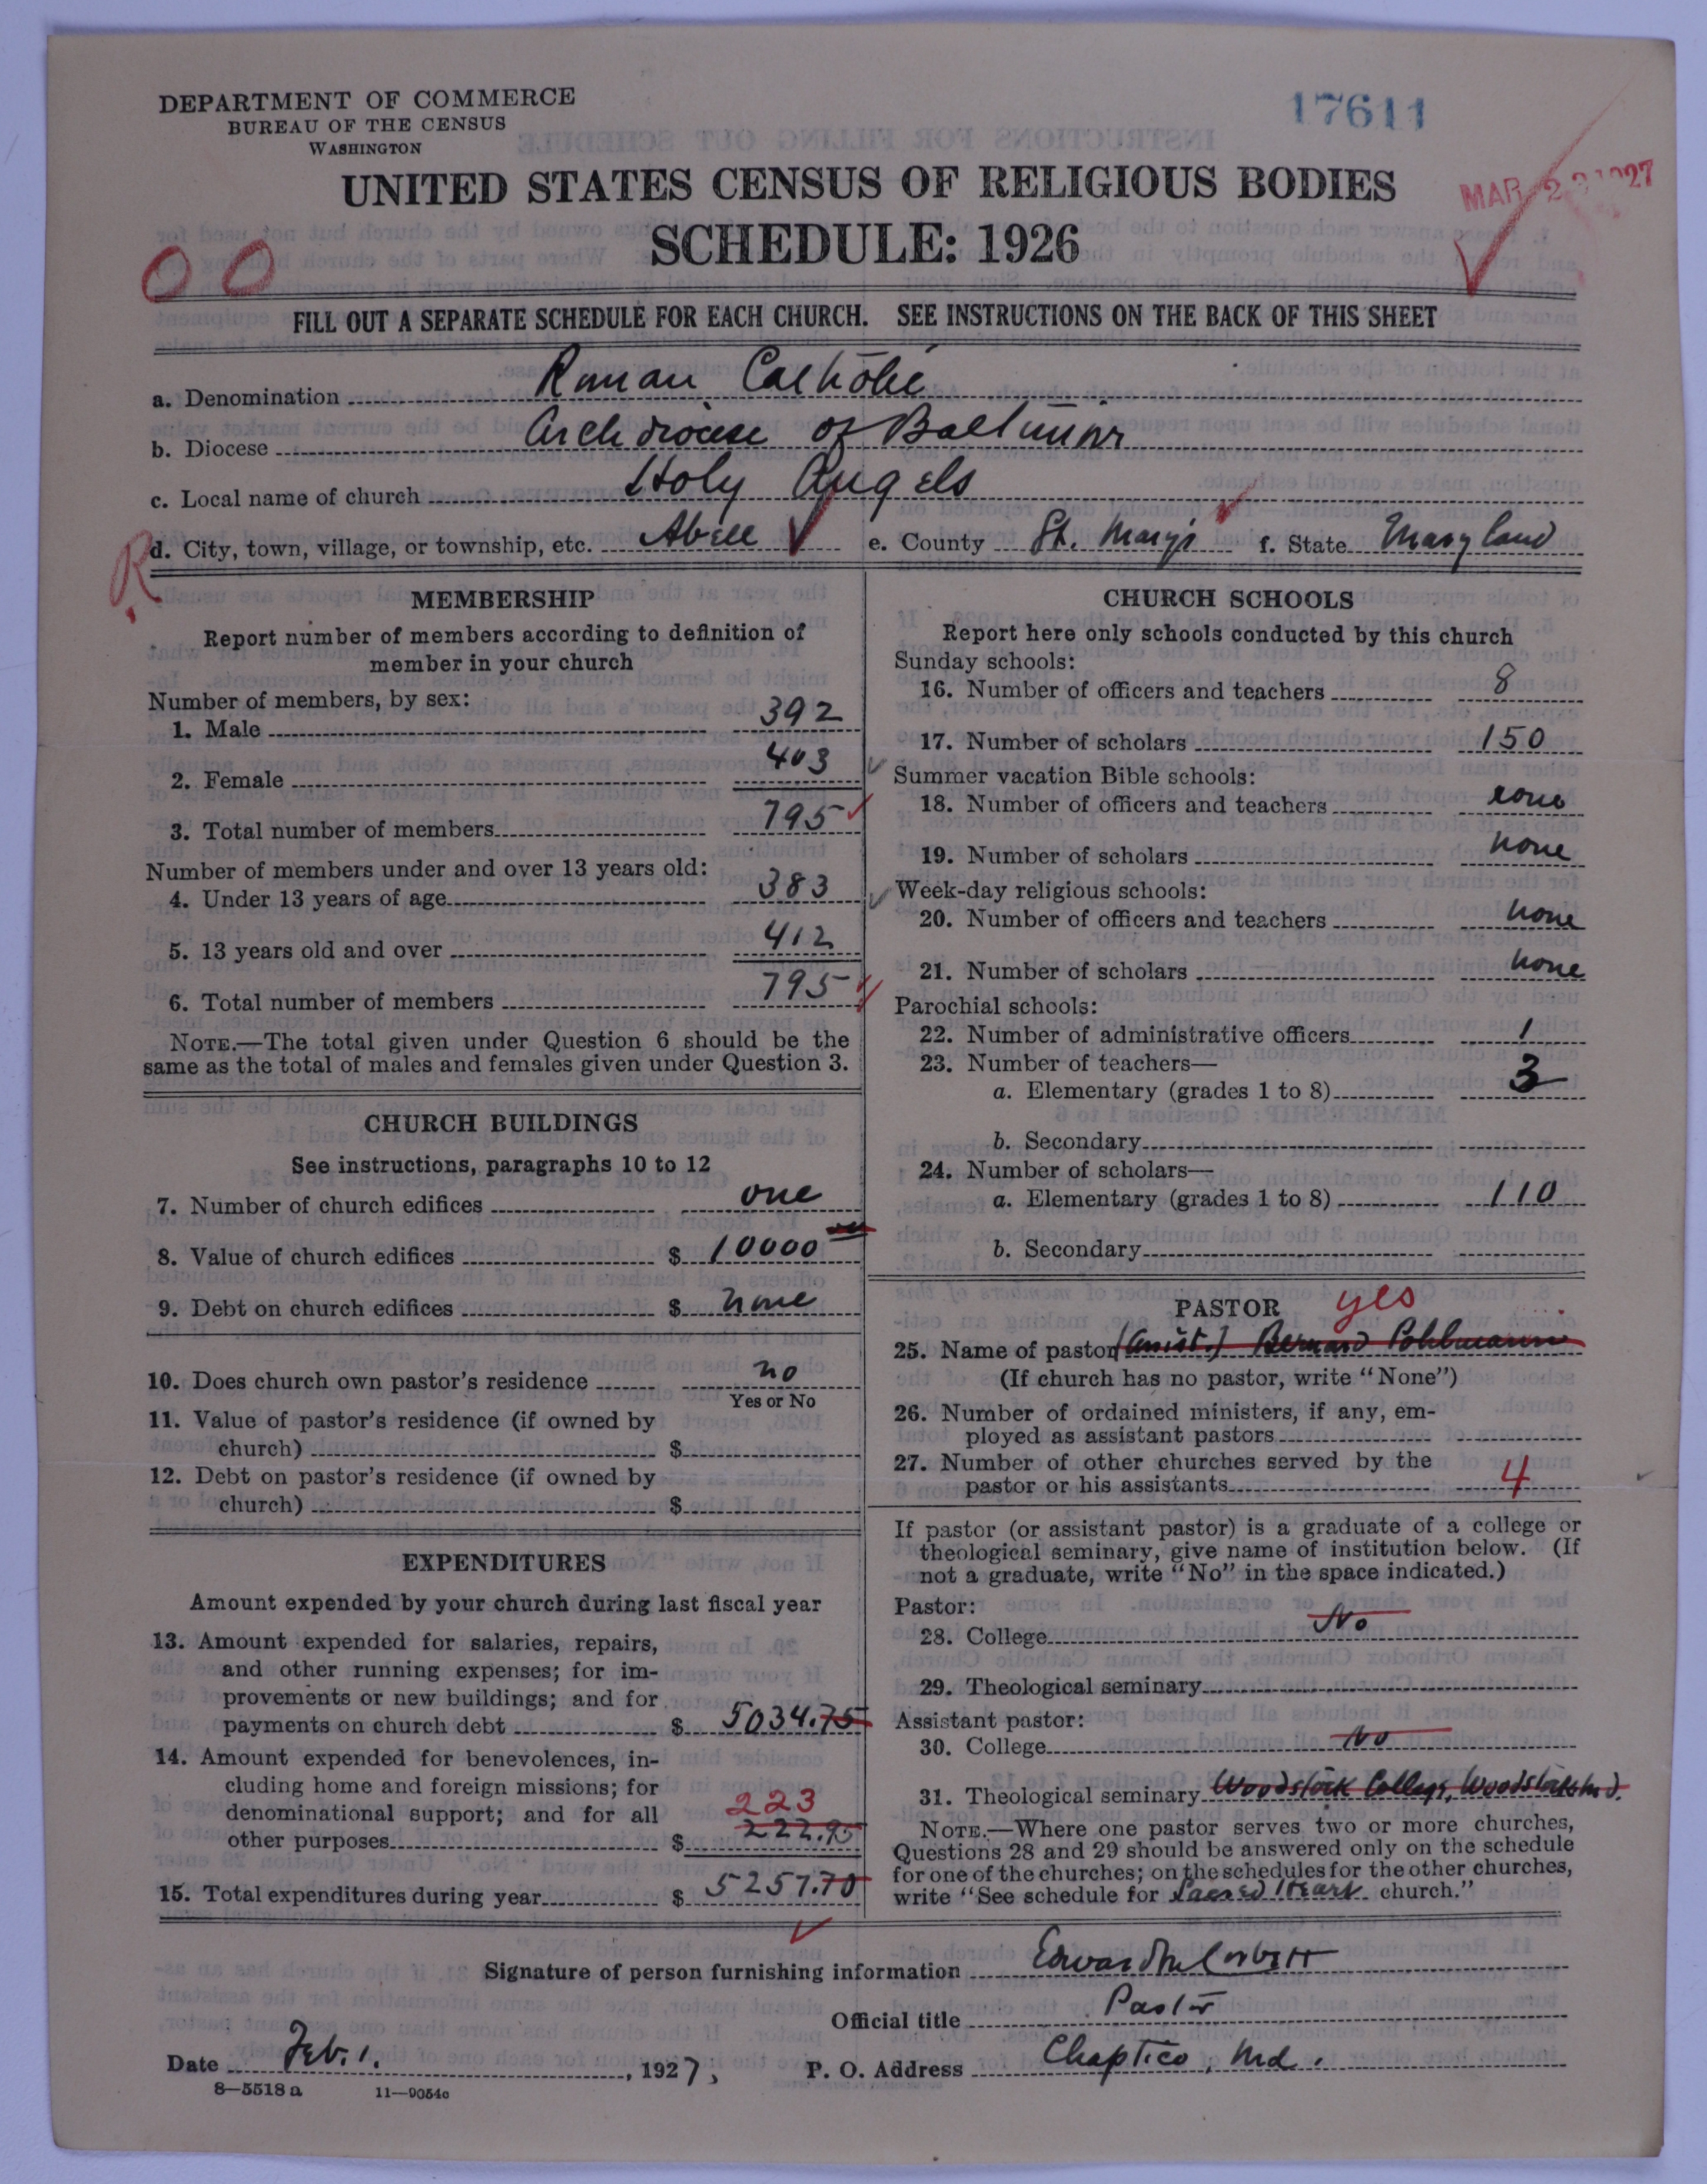 DEPARTMENT OF COMMERCE
BUREAU OF THE CENSUS
WASHINGTON
17611
UNITED STATES CENSUS OF RELIGIOUS BODIES
MAR 2 1927
SCHEDULE: 1926
00
FILL OUT A SEPARATE SCHEDULE FOR EACH CHURCH. SEE INSTRUCTIONS ON THE BACK OF THIS SHEET
a. Denomination Roman Catholic
b. Diocese Archdiocese of Baltimore
c. Local name of church Holy Angels
R
d. City, town, village, or township, etc. Abell e. County St. Mary's f. State Maryland
MEMBERSHIP
Report number of members according to definition of
member in your church
Number of members, by sex:
1. Male 392
2. Female 403
3. Total number of members 795
Number of members under and over 13 years old:
4. Under 13 years of age 383
5. 13 years old and over 412
6. Total number of members 795
NOTE.—The total given under Question 6 should be the
same as the total of males and females given under Question 3.
CHURCH BUILDINGS
See instructions, paragraphs 10 to 12
7. Number of church edifices one
8. Value of church edifices $ 10000
9. Debt on church edifices $ none
10. Does church own pastor's residence no
Yes or No
11. Value of pastor's residence (if owned by
church) $
12. Debt on pastor's residence (if owned by
church) $
EXPENDITURES
Amount expended by your church during last fiscal year
13. Amount expended for salaries, repairs,
and other running expenses; for im-
provements or new buildings; and for
payments on church debt $ 5034.75
14. Amount expended for benevolences, in-
cluding home and foreign missions; for
denominational support; and for all 223
other purposes $ 222.95
15. Total expenditures during year $ 5257.70
CHURCH SCHOOLS
Report here only schools conducted by this church
Sunday schools:
16. Number of officers and teachers 8
17. Number of scholars 150
Summer vacation Bible schools:
18. Number of officers and teachers none
19. Number of scholars none
Week-day religious schools:
20. Number of officers and teachers none
21. Number of scholars none
Parochial schools:
22. Number of administrative officers 1
23. Number of teachers—
a. Elementary (grades 1 to 8) 3
b. Secondary
24. Number of scholars—
a. Elementary (grades 1 to 8) 110
b. Secondary
PASTOR yes
25. Name of pastor (Assist.) Bernard Pohlmann
(If church has no pastor, write "None")
26. Number of ordained ministers, if any, em-
ployed as assistant pastors
27. Number of other churches served by the
pastor or his assistants 4
If pastor (or assistant pastor) is a graduate of a college or
theological seminary, give name of institution below. (If
not a graduate, write "No" in the space indicated.)
Pastor:
28. College No
29. Theological seminary
Assistant pastor:
30. College No
31. Theological seminary Woodstock College, Woodstock Md.
NOTE.—Where one pastor serves two or more churches,
Questions 28 and 29 should be answered only on the schedule
for one of the churches; on the schedules for the other churches,
write "See schedule for Sacred Heart church."
Signature of person furnishing information Edward M Corbett
Official title Pastor
Date Feb. 1. , 1927, P. O. Address Chaptico, Md.
8—5518a 11—9054c